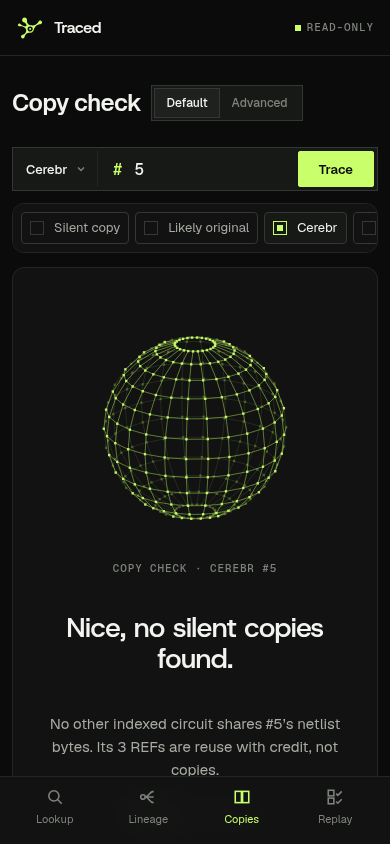 Traced
READ-ONLY
Copy check
Default
Advanced
Cerebr
# 5
Trace
Silent copy
Likely original
Cerebr
COPY CHECK · CEREBR #5
Nice, no silent copies
found.
No other indexed circuit shares #5’s netlist
bytes. Its 3 REFs are reuse with credit, not
copies.
Lookup
Lineage
Copies
Replay